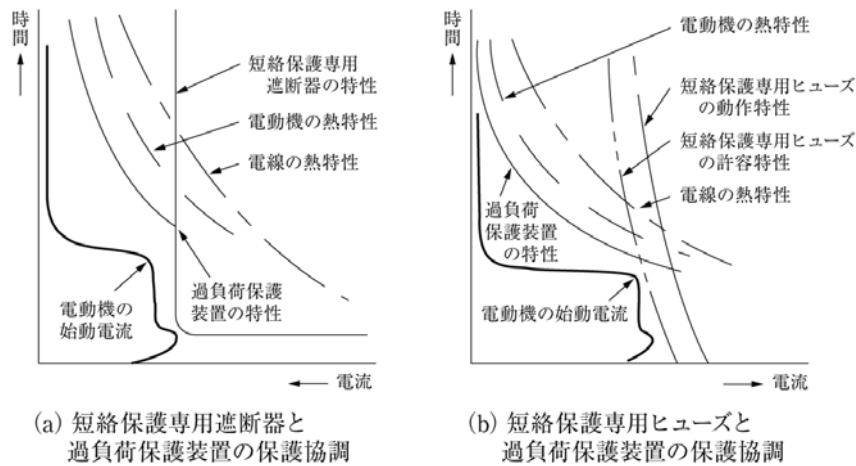 時間
短絡保護専用
遮断器の特性
電動機の熱特性
電線の熱特性
過負荷保護
装置の特性
電動機の
始動電流
電流
(a) 短絡保護専用遮断器と
過負荷保護装置の保護協調
時間
電動機の熱特性
短絡保護専用ヒューズ
の動作特性
短絡保護専用ヒューズ
の許容特性
電線の熱特性
過負荷
保護装置
の特性
電動機の始動電流
電流
(b) 短絡保護専用ヒューズと
過負荷保護装置の保護協調